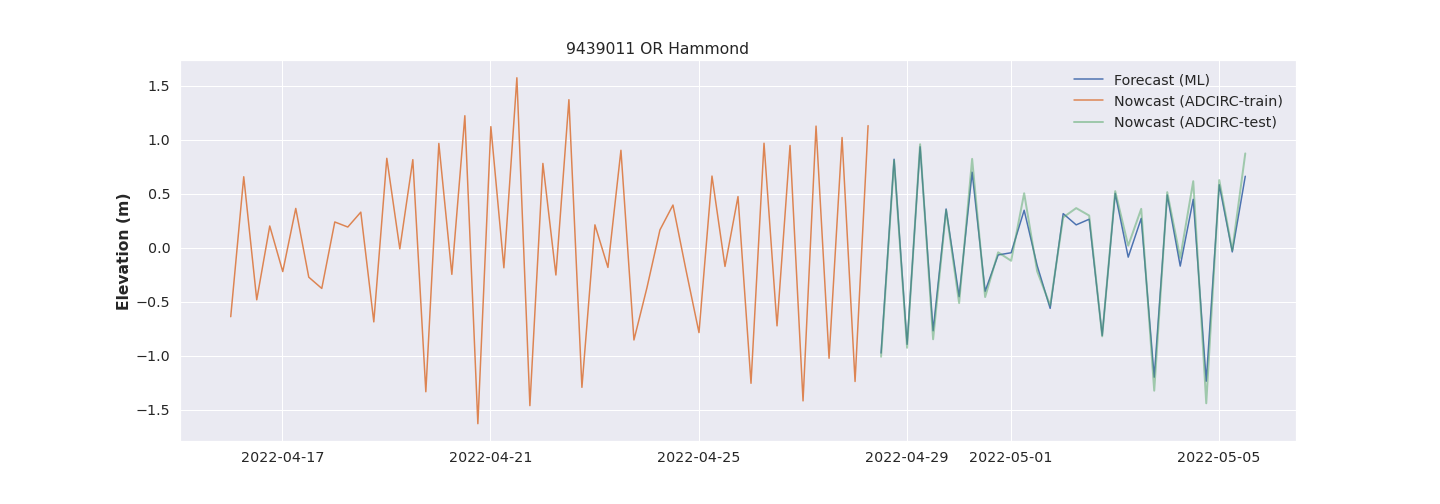 9439011 OR Hammond
Forecast (ML)
Nowcast (ADCIRC-train)
Nowcast (ADCIRC-test)
Elevation (m)
1.5
1.0
0.5
0.0
−0.5
−1.0
−1.5
2022-04-17
2022-04-21
2022-04-25
2022-04-29
2022-05-01
2022-05-05